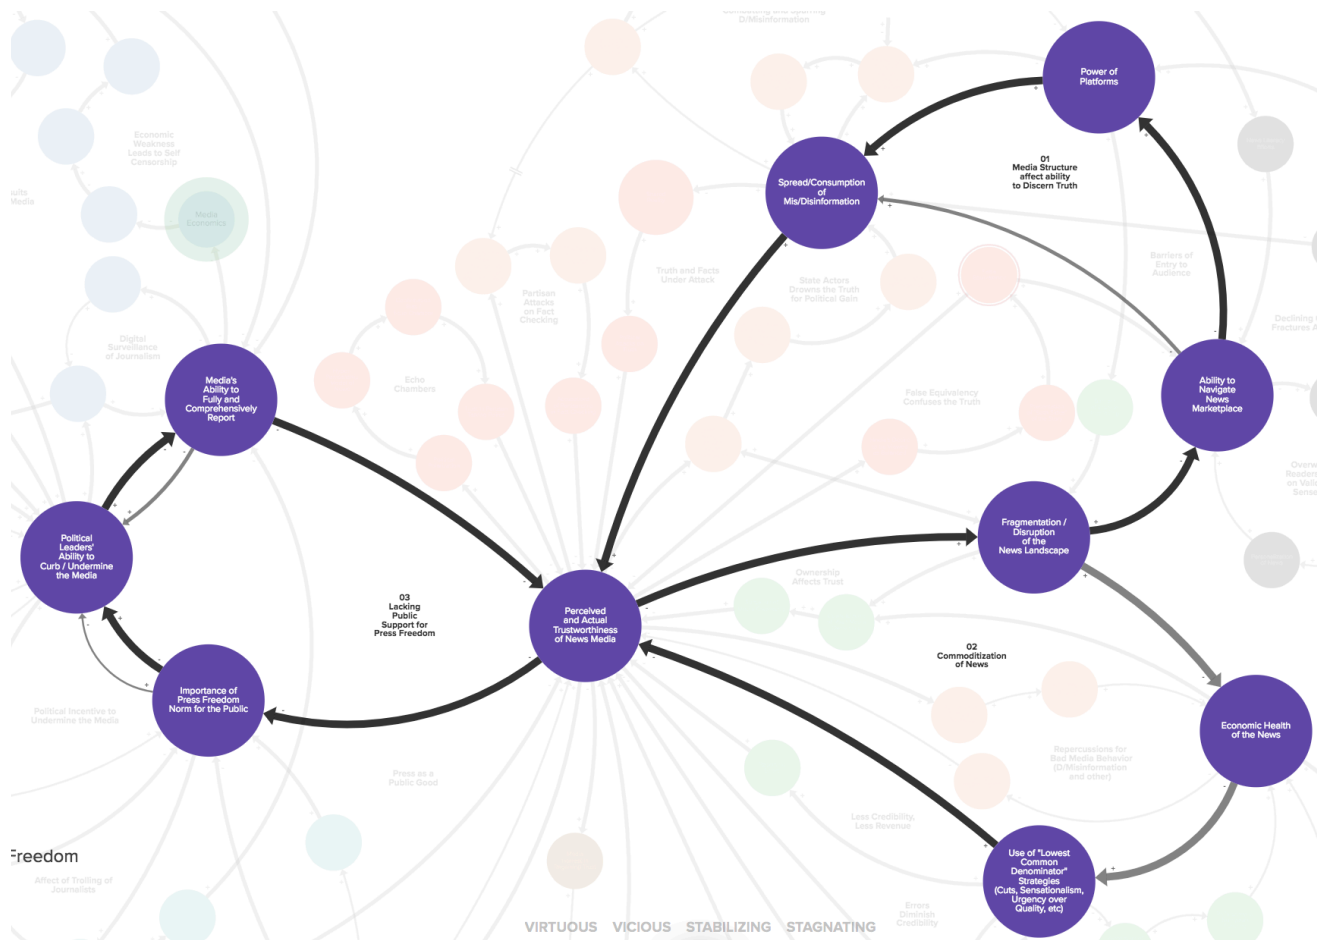 D/Misinformation
Power of
Platforms
Economic
Weakness
Leads to Self
Censorship
Media
Economics
01
Media Structure
affect ability
to Discern Truth
Spread/Consumption
of
Mis/Disinformation
Truth and Facts
Under Attack
State Actors
Drowns the Truth
for Political Gain
Barriers of
Entry to
Audience
Partisan
Attacks
on Fact
Checking
Declining
Fractures A
Digital
Surveillance
of Journalism
Echo
Chambers
False Equivalency
Confuses the Truth
Media's
Ability to
Fully and
Comprehensively
Report
Ability to
Navigate
News
Marketplace
Political
Leaders'
Ability to
Curb / Undermine
the Media
Fragmentation /
Disruption
of the
News Landscape
Ownership
Affects Trust
03
Lacking
Public
Support for
Press Freedom
Perceived
and Actual
Trustworthiness
of News Media
02
Commoditization
of News
Importance of
Press Freedom
Norm for the Public
Political Incentive to
Undermine the Media
Economic Health
of the News
Repercussions for
Bad Media Behavior
(D/Misinformation
and other)
Press as a
Public Good
Less Credibility,
Less Revenue
Freedom
Affect of Trolling of
Journalists
Use of "Lowest
Common
Denominator"
Strategies
(Cuts, Sensationalism,
Urgency over
Quality, etc)
Errors
Diminish
Credibility
VIRTUOUS VICIOUS STABILIZING STAGNATING